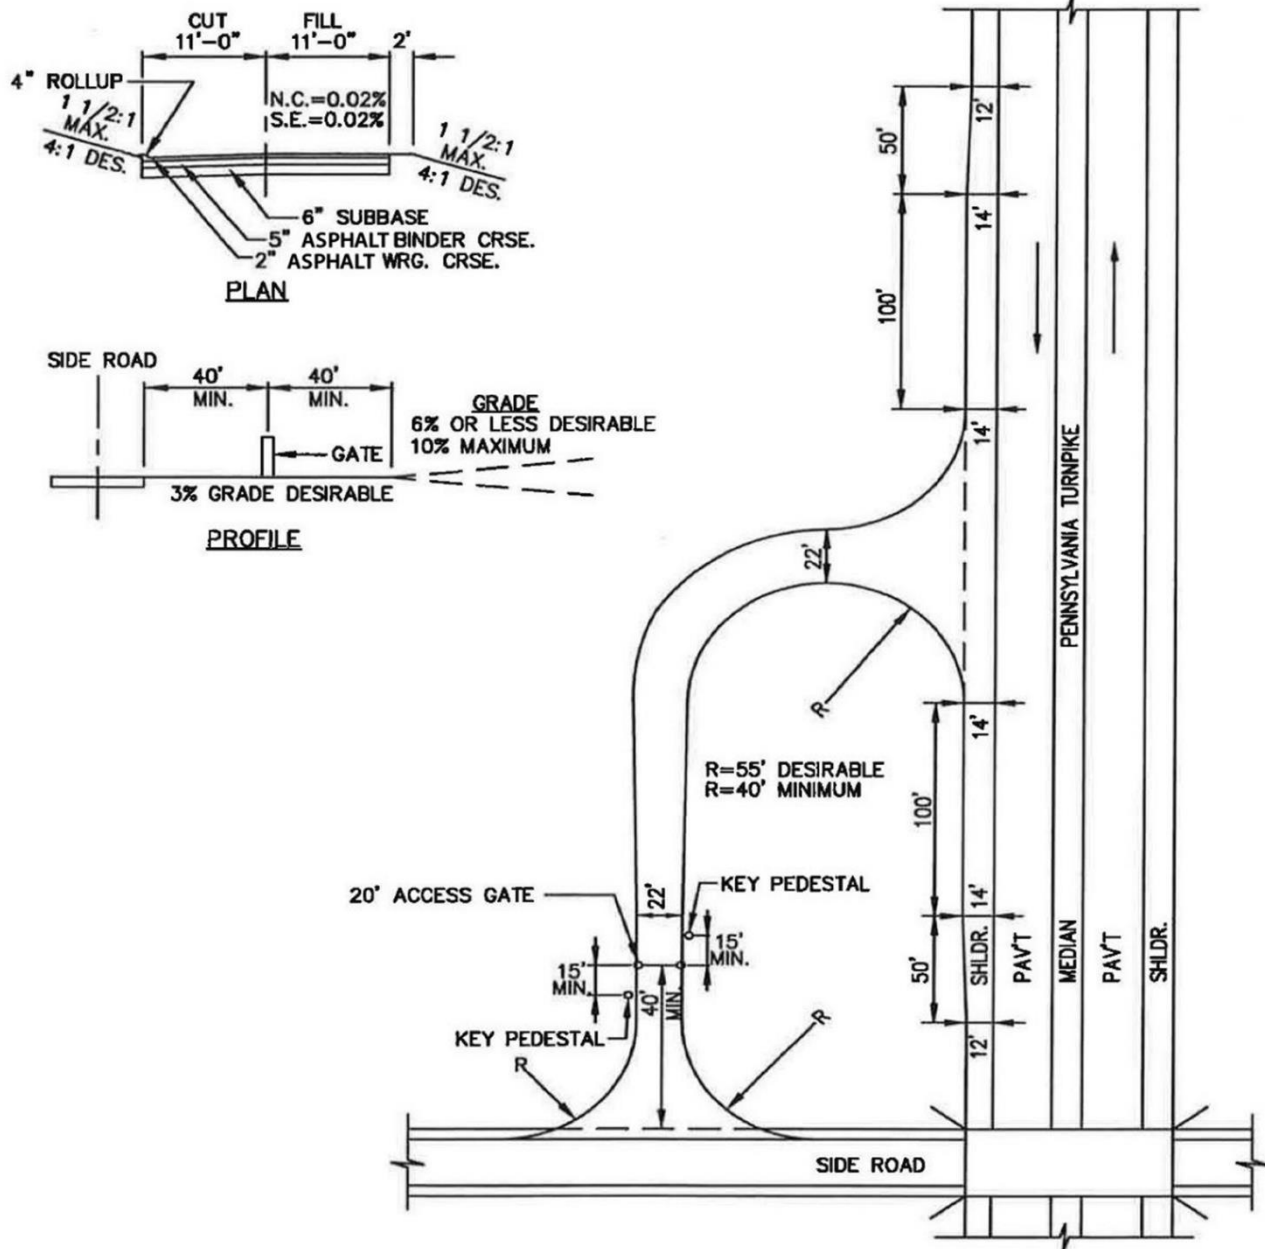 CUT FILL
11'-0" 11'-0" 2'
4" ROLLUP
1 1/2:1
MAX.
4:1 DES.
N.C.=0.02%
S.E.=0.02%
1 1/2:1
MAX.
4:1 DES.
6" SUBBASE
5" ASPHALT BINDER CRSE.
2" ASPHALT WRG. CRSE.
PLAN
SIDE ROAD
40' 40'
MIN. MIN.
GRADE
6% OR LESS DESIRABLE
10% MAXIMUM
GATE
3% GRADE DESIRABLE
PROFILE
12'
50'
14'
100'
14'
PENNSYLVANIA TURNPIKE
22'
R
14'
R=55' DESIRABLE
R=40' MINIMUM
100'
20' ACCESS GATE
22'
KEY PEDESTAL
14'
15'
MIN.
15'
MIN.
40'
MIN.
50'
SHLDR.
PAV'T
MEDIAN
PAV'T
SHLDR.
KEY PEDESTAL
R
R
12'
SIDE ROAD